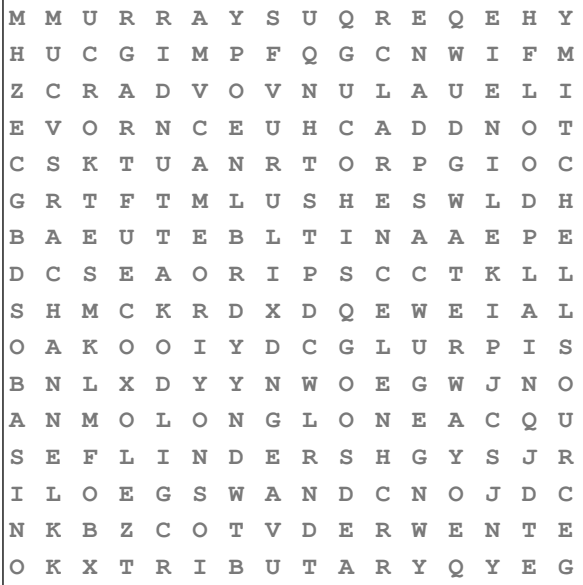 M M U R R A Y S U Q R E Q E H Y
H U C G I M P F Q G C N W I F M
Z C R A D V O V N U L A U E L I
E V O R N C E U H C A D D N O T
C S K T U A N R T O R P G I O C
G R T F T M L U S H E S W L D H
B A E U T E B L T I N A A E P E
D C S E A O R I P S C C T K L L
S H M C K R D X D Q E W E I A L
O A K O O I Y D C G L U R P I S
B N L X D Y Y N W O E G W J N O
A N M O L O N G L O N E A C Q U
S E F L I N D E R S H G Y S J R
I L O E G S W A N D C N O J D C
N K B Z C O T V D E R W E N T E
O K X T R I B U T A R Y Q Y E G